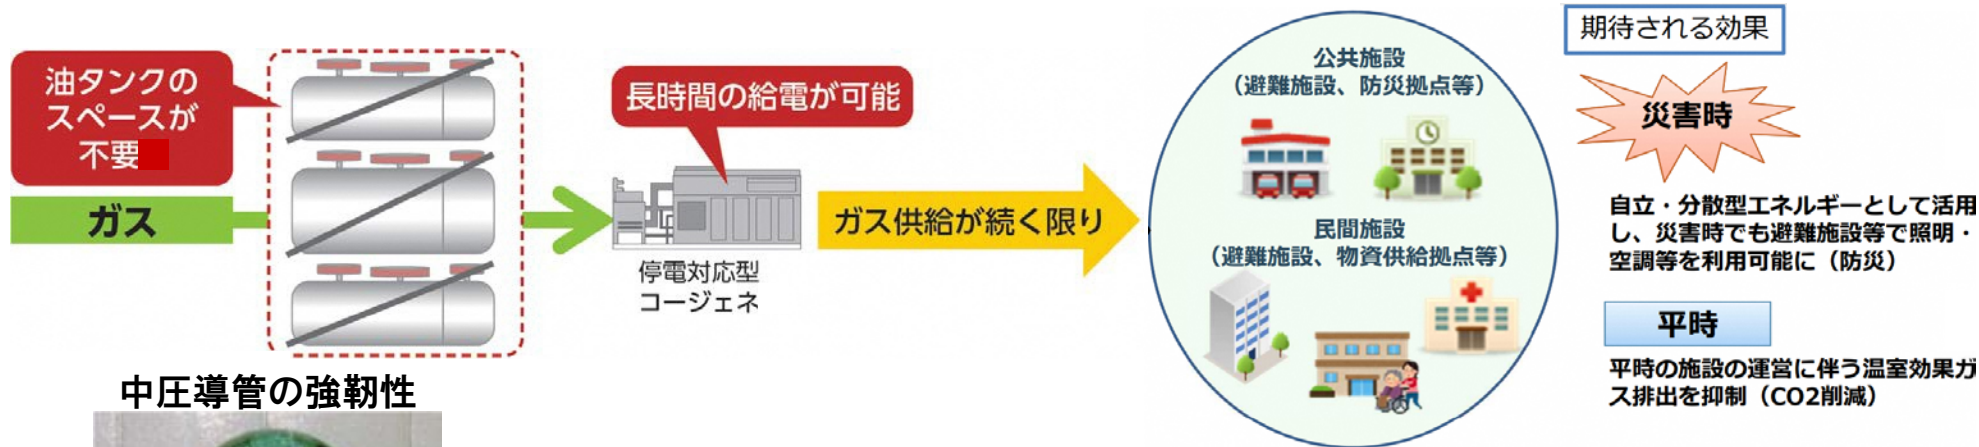 油タンクの
スペースが
不要
ガス
長時間の給電が可能
停電対応型
コージェネ
ガス供給が続く限り
公共施設
（避難施設、防災拠点等）
民間施設
（避難施設、物資供給拠点等）
期待される効果
災害時
自立・分散型エネルギーとして活用
し、災害時でも避難施設等で照明・
空調等を利用可能に（防災）
平時
平時の施設の運営に伴う温室効果ガ
ス排出を抑制（CO2削減）
中圧導管の強靭性